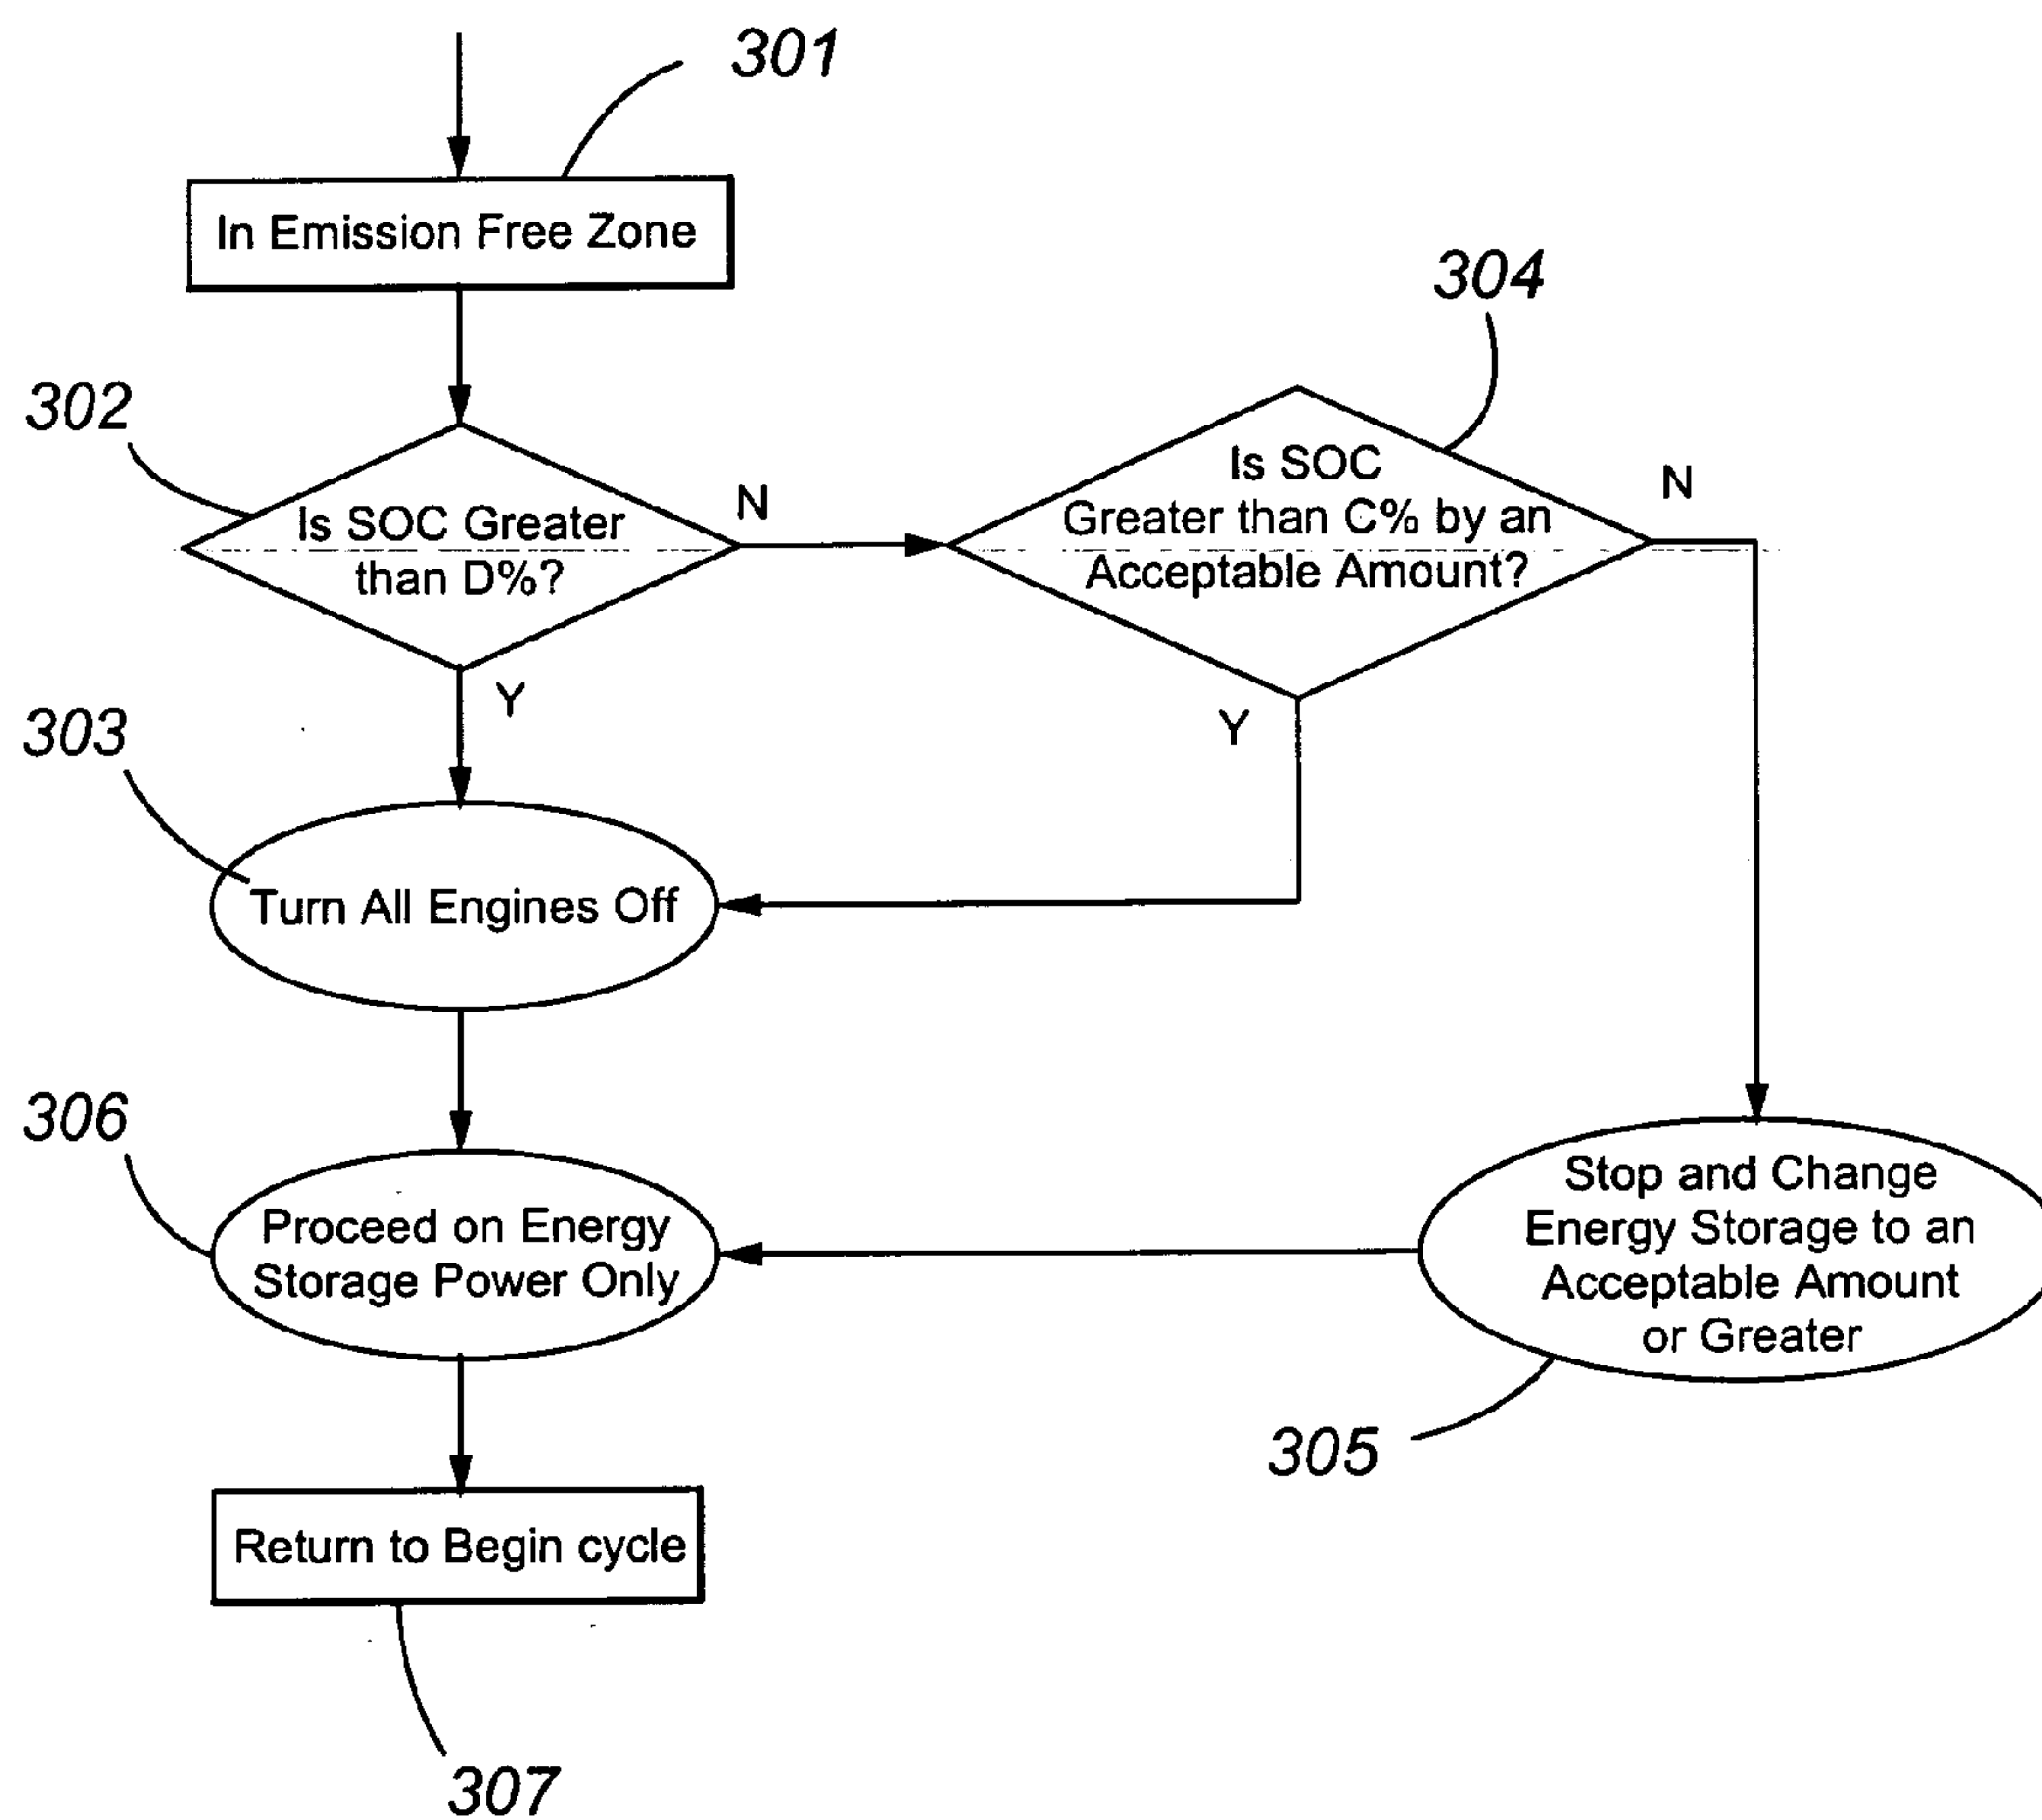 301
In Emission Free Zone
304
302
Is SOC Greater
than D%?
N
Is SOC
Greater than C% by an
Acceptable Amount?
N
Y
Y
303
Turn All Engines Off
306
Proceed on Energy
Storage Power Only
Stop and Change
Energy Storage to an
Acceptable Amount
or Greater
305
Return to Begin cycle
307